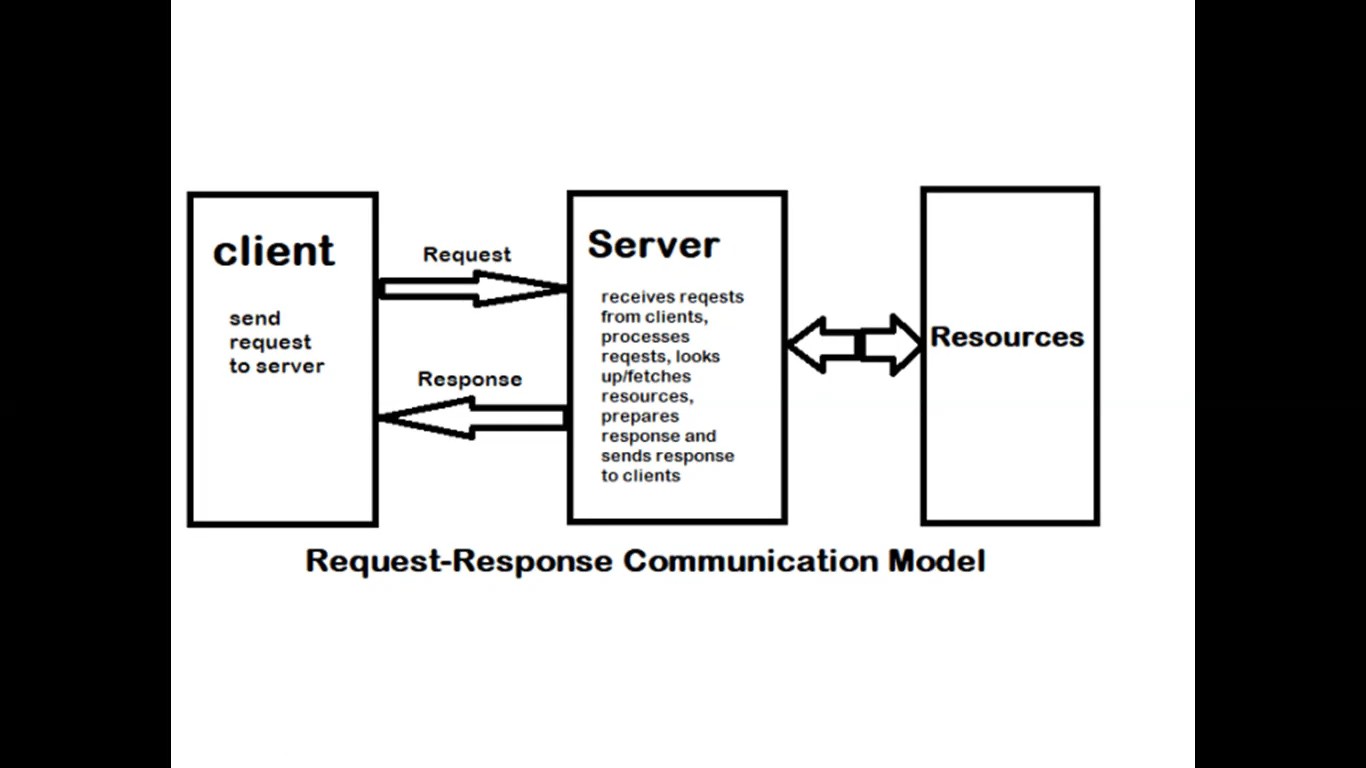 client
send
request
to server
Request
Response
Server
receives reqests
from clients,
processes
reqests, looks
up/fetches
resources,
prepares
response and
sends response
to clients
Resources
Request-Response Communication Model